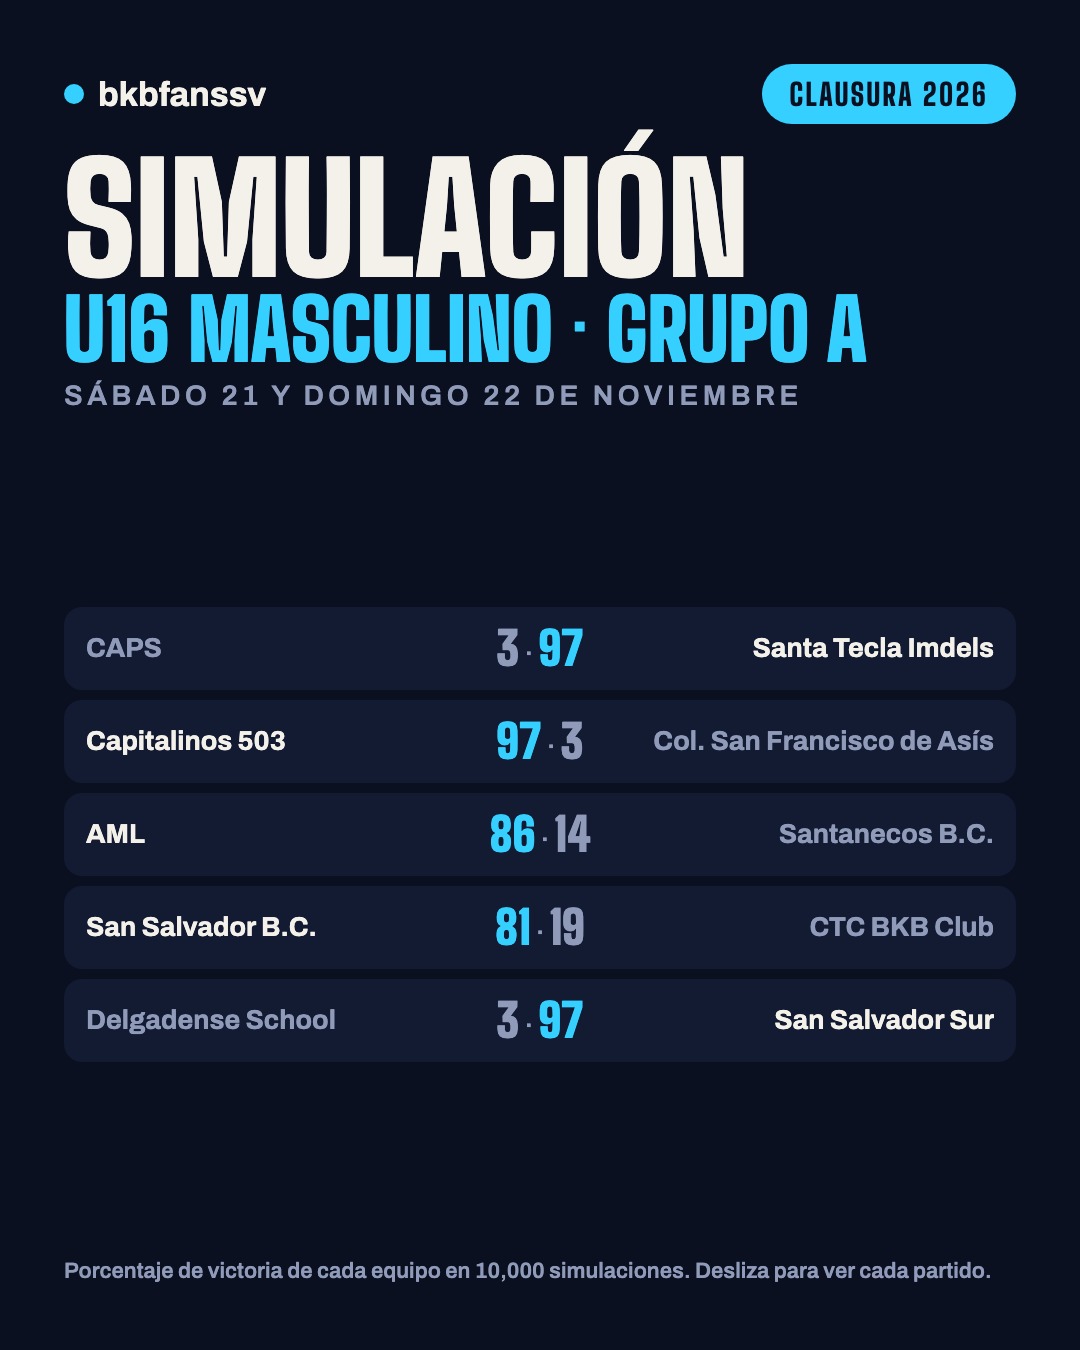 bkbfanssv
CLAUSURA 2026
SIMULACIÓN
U16 MASCULINO · GRUPO A
SÁBADO 21 Y DOMINGO 22 DE NOVIEMBRE
CAPS 3 · 97 Santa Tecla Imdels
Capitalinos 503 97 · 3 Col. San Francisco de Asís
AML 86 · 14 Santanecos B.C.
San Salvador B.C. 81 · 19 CTC BKB Club
Delgadense School 3 · 97 San Salvador Sur
Porcentaje de victoria de cada equipo en 10,000 simulaciones. Desliza para ver cada partido.